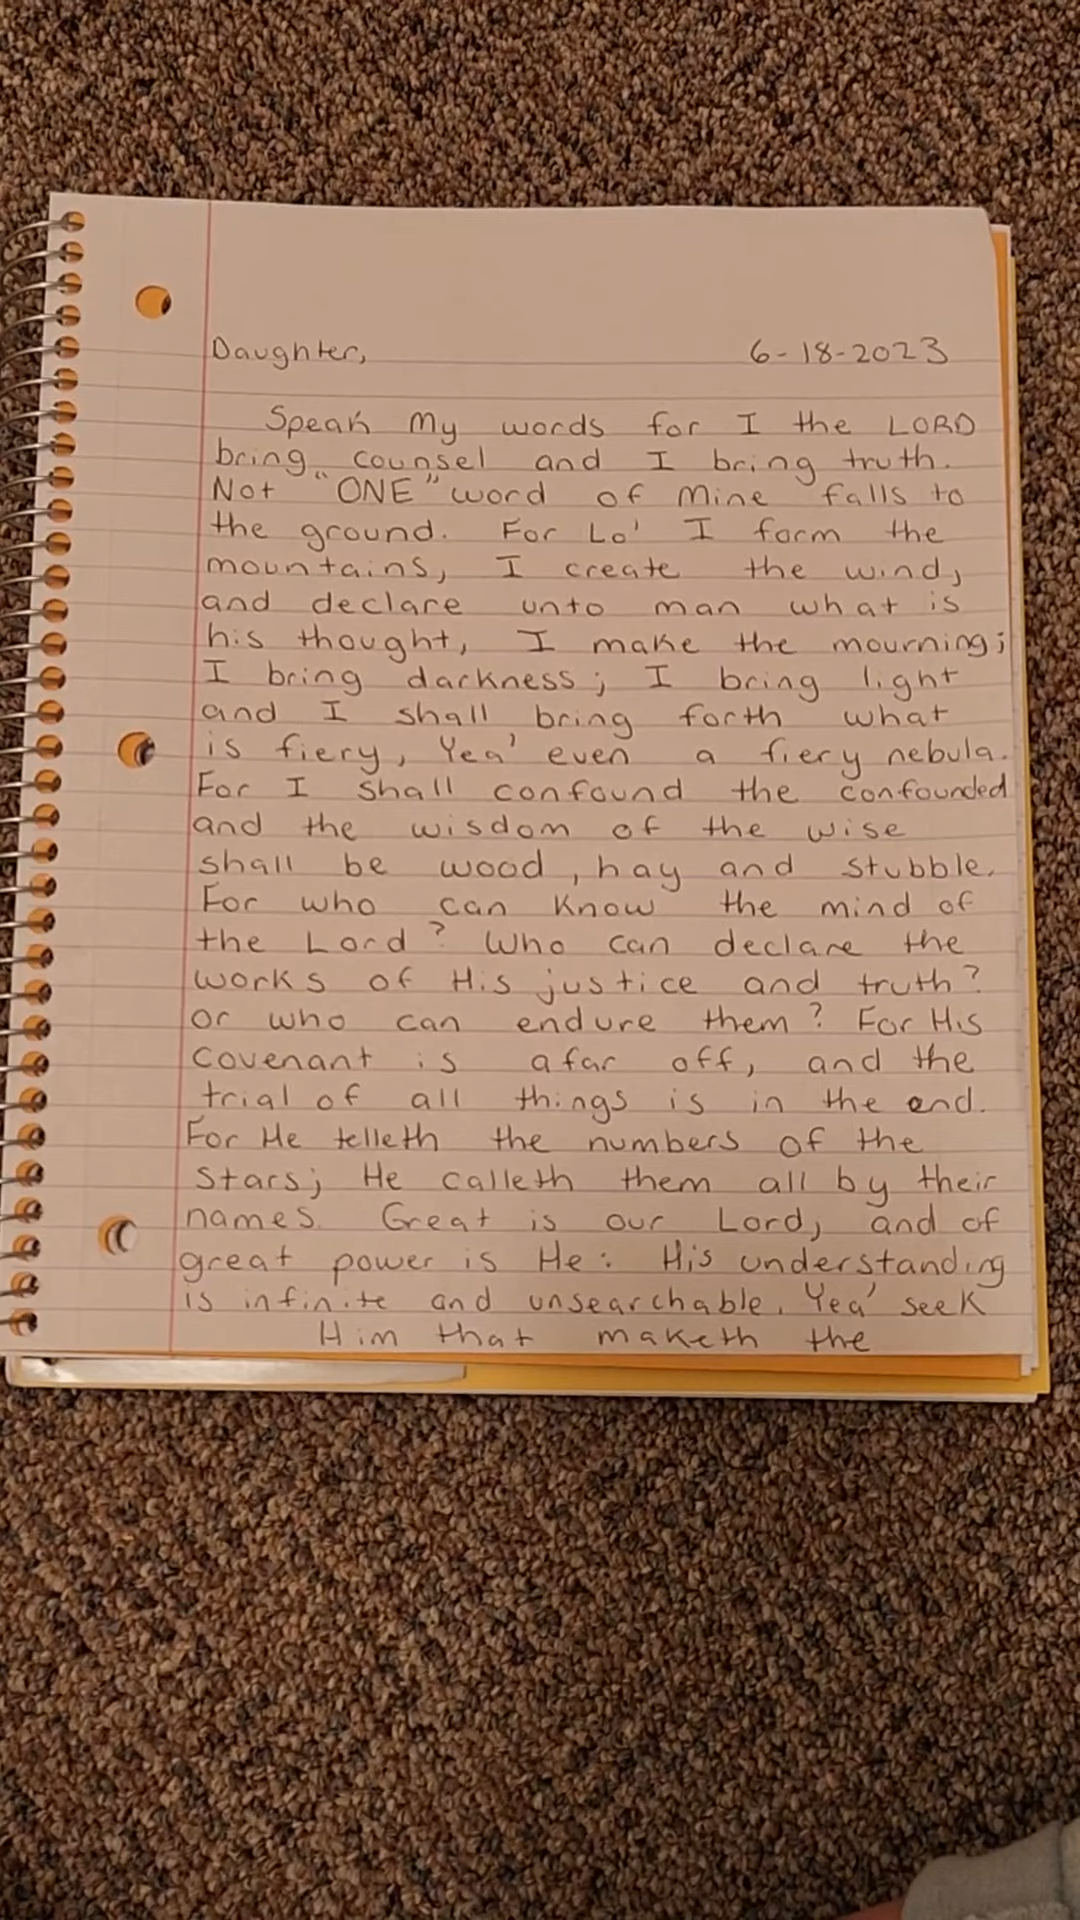 Daughter, 6-18-2023
Speak My words for I the LORD
bring counsel and I bring truth.
Not "ONE" word of Mine falls to
the ground. For Lo' I form the
mountains, I create the wind,
and declare unto man what is
his thought, I make the mourning;
I bring darkness; I bring light
and I shall bring forth what
is fiery, Yea' even a fiery nebula.
For I shall confound the confounded
and the wisdom of the wise
shall be wood, hay and stubble.
For who can know the mind of
the Lord? Who can declare the
works of His justice and truth?
or who can endure them? For His
covenant is afar off, and the
trial of all things is in the end.
For He telleth the numbers of the
stars; He calleth them all by their
names. Great is our Lord, and of
great power is He: His understanding
is infinite and unsearchable. Yea' seek
Him that maketh the